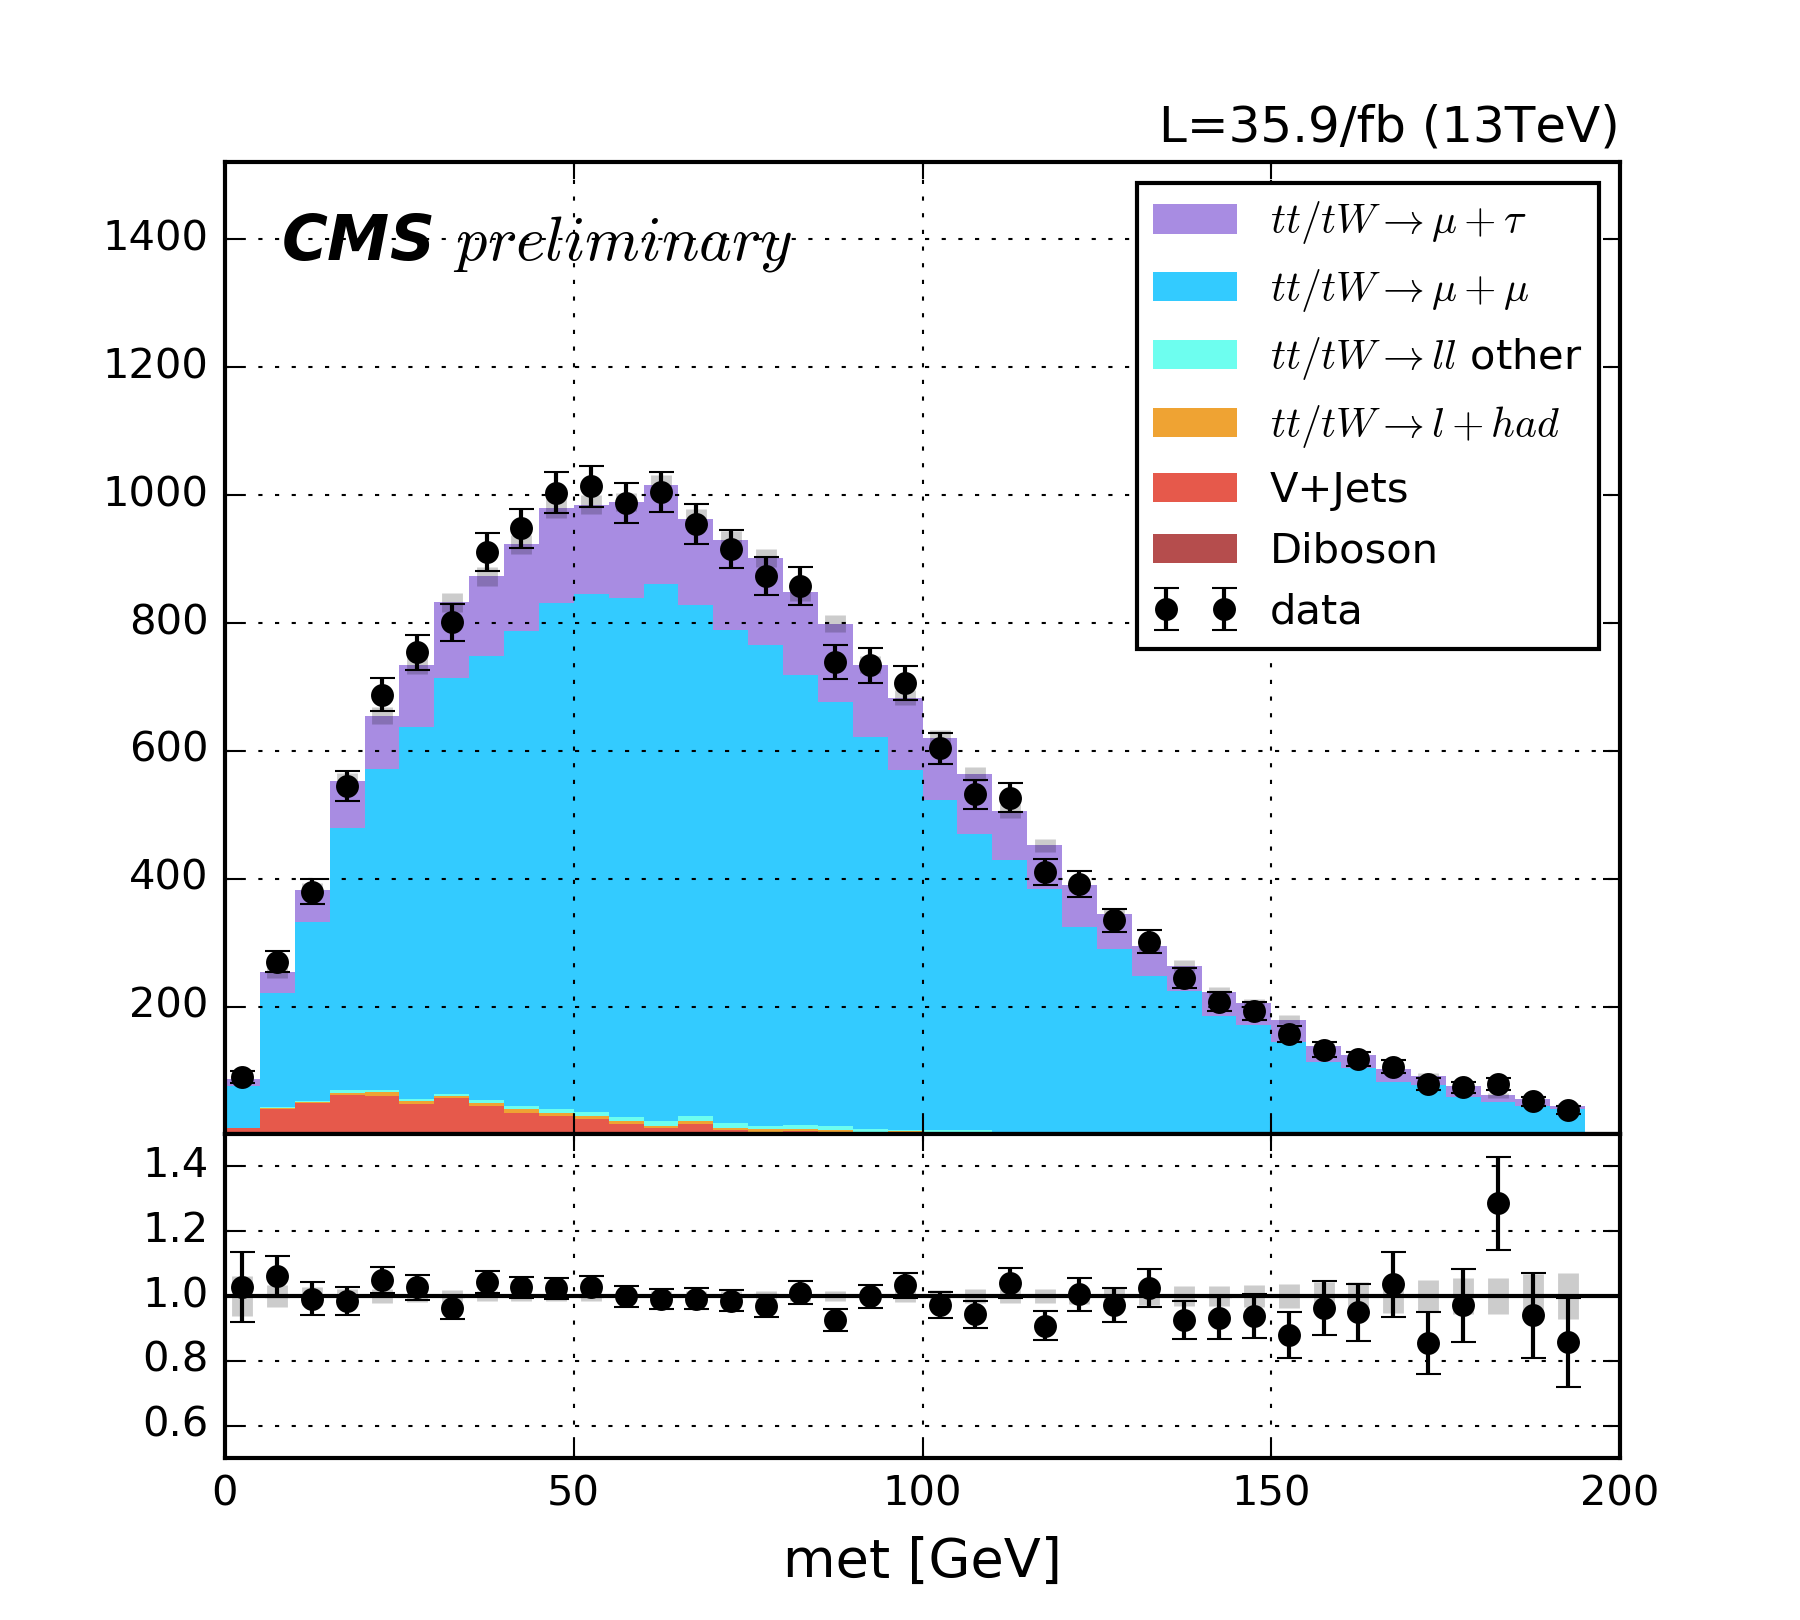 L=35.9/fb (13TeV)
CMS preliminary
tt/tW→μ+τ
tt/tW→μ+μ
tt/tW→ll other
tt/tW→l+had
V+Jets
Diboson
data
1400
1200
1000
800
600
400
200
1.4
1.2
1.0
0.8
0.6
0 50 100 150 200
met [GeV]